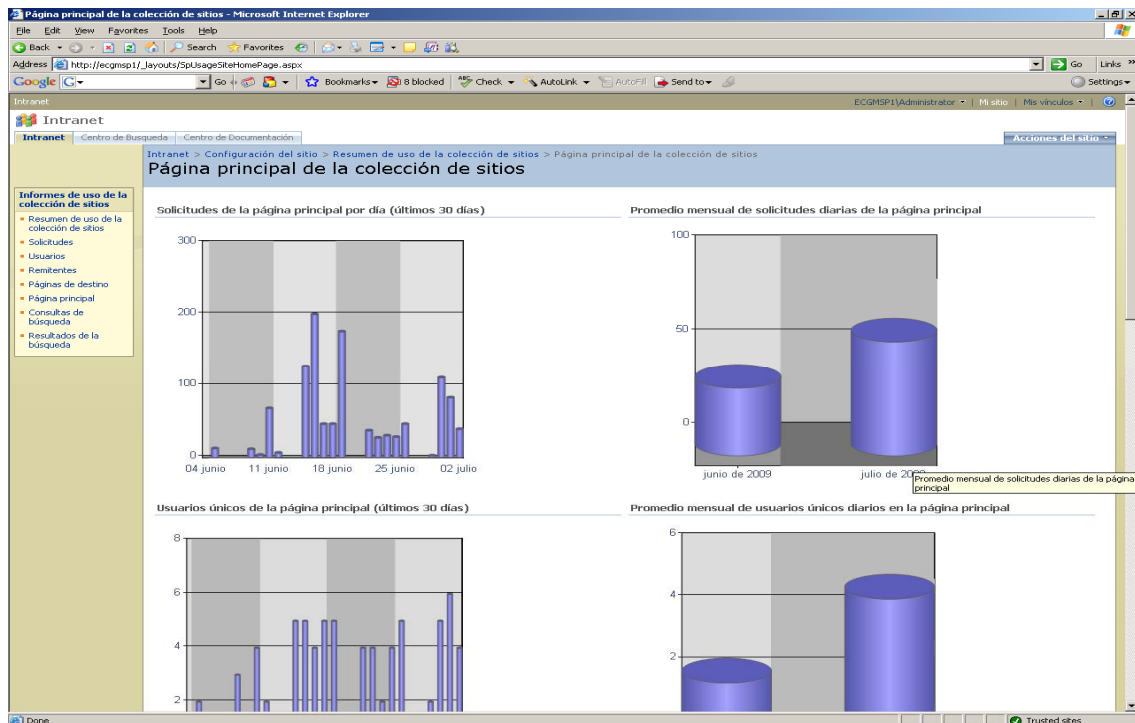 Página principal de la colección de sitios - Microsoft Internet Explorer
File Edit View Favorites Tools Help
Back Search Favorites
Address http://ecgmsp1/_layouts/SpUsageSiteHomePage.aspx Go Links »
Google G Go Bookmarks 8 blocked ABC Check AutoLink AutoFill Send to Settings
Intranet ECGMSP1\Administrator | Mi sitio | Mis vínculos |
Intranet
Intranet Centro de Busqueda Centro de Documentación Acciones del sitio
Intranet > Configuración del sitio > Resumen de uso de la colección de sitios > Página principal de la colección de sitios
Página principal de la colección de sitios
Informes de uso de la
colección de sitios
Resumen de uso de la
colección de sitios
Solicitudes
Usuarios
Remitentes
Páginas de destino
Página principal
Consultas de
búsqueda
Resultados de la
búsqueda
Solicitudes de la página principal por día (últimos 30 días)
300
200
100
0
04 junio 11 junio 18 junio 25 junio 02 julio
Promedio mensual de solicitudes diarias de la página principal
100
50
0
junio de 2009 julio de
Promedio mensual de solicitudes diarias de la página
principal
Usuarios únicos de la página principal (últimos 30 días)
8
6
4
2
Promedio mensual de usuarios únicos diarios en la página principal
6
4
2
Done Trusted sites